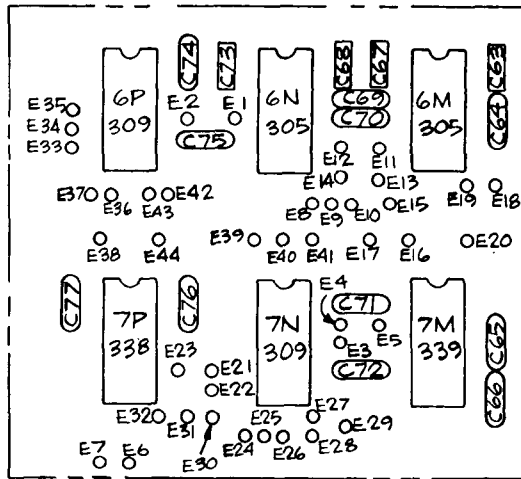 C74 C73 C68 C67 C63
6P 309
6N 305
6M 305
C69
C70
C64
E35
E34
E33
E2 E1
C75
E12 E11
E14 E13
E37 E36 E43 E42
E8 E9 E10 E15
E19 E18
E38 E44 E39 E40 E41 E17 E16 E20
C77
7P 338
C76
7N 309
E4
C71
E3 E5
C72
7M 339
C65
C66
E23 E21
E22
E32 E31 E30
E25 E27
E24 E26 E28 E29
E7 E6